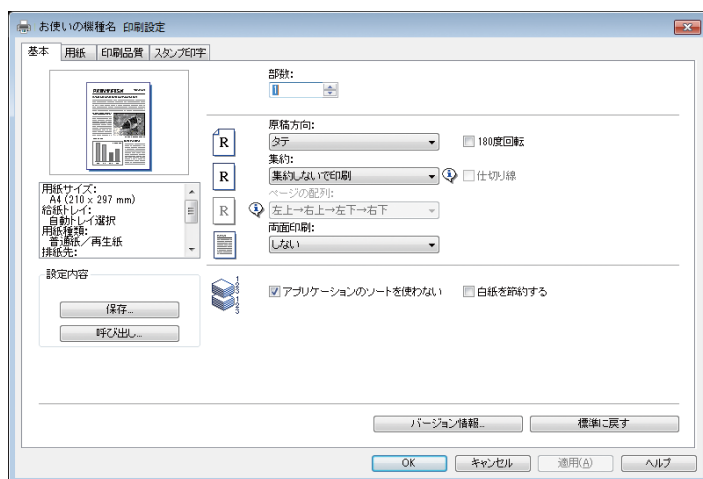 お使いの機種名 印刷設定
基本 用紙 印刷品質 スタンプ印字
部数:
1
原稿方向:
タテ
180度回転
集約:
集約しないで印刷
仕切り線
ページの配列:
左上→右上→左下→右下
両面印刷:
しない
用紙サイズ:
A4 (210 x 297 mm)
給紙トレイ:
自動トレイ選択
用紙種類:
普通紙/再生紙
排紙先:
設定内容
保存...
呼び出し...
アプリケーションのソートを使わない
白紙を節約する
バージョン情報...
標準に戻す
OK
キャンセル
適用(A)
ヘルプ
R
R
R
1 2 3
1 2 3